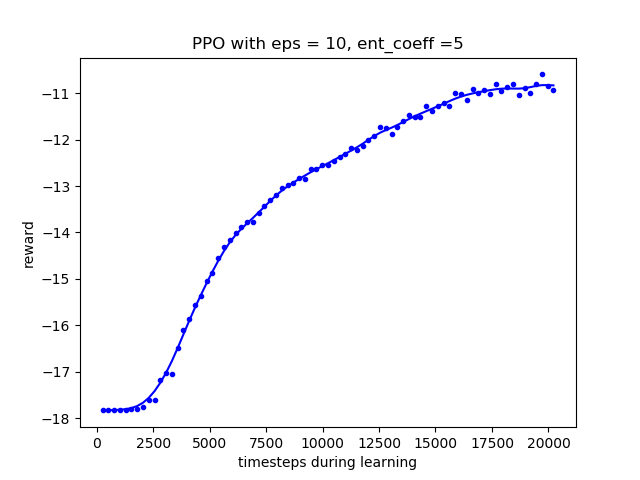 PPO with eps = 10, ent_coeff =5
−11
−12
−13
−14
−15
−16
−17
−18
reward
0 2500 5000 7500 10000 12500 15000 17500 20000
timesteps during learning